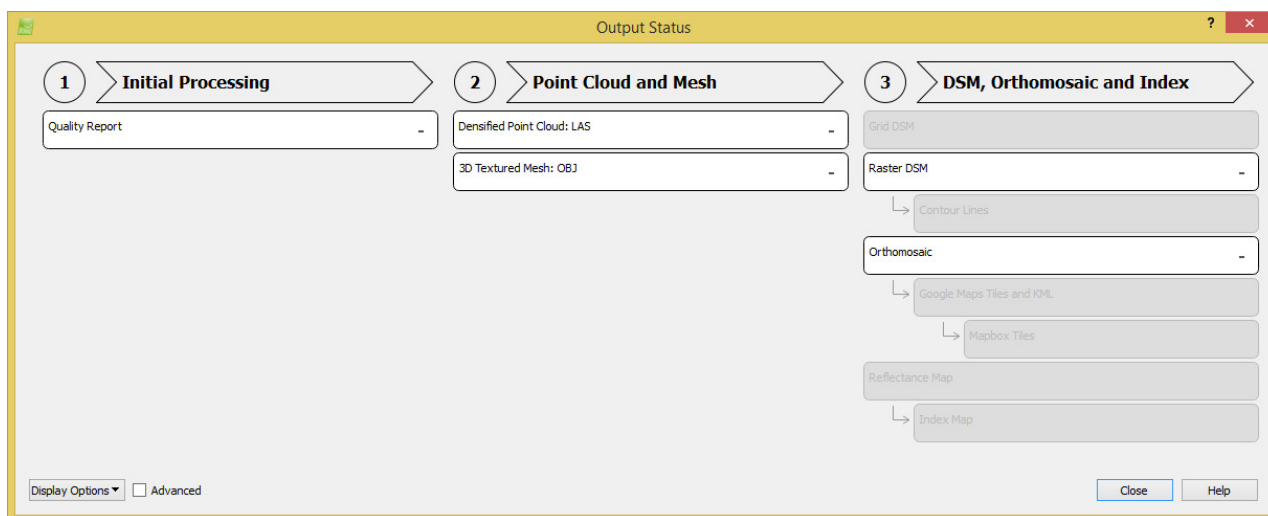 Output Status
?
×
1 Initial Processing
Quality Report -
2 Point Cloud and Mesh
Densified Point Cloud: LAS -
3D Textured Mesh: OBJ -
3 DSM, Orthomosaic and Index
Grid DSM
Raster DSM -
Contour Lines
Orthomosaic -
Google Maps Tiles and KML
Mapbox Tiles
Reflectance Map
Index Map
Display Options
Advanced
Close
Help